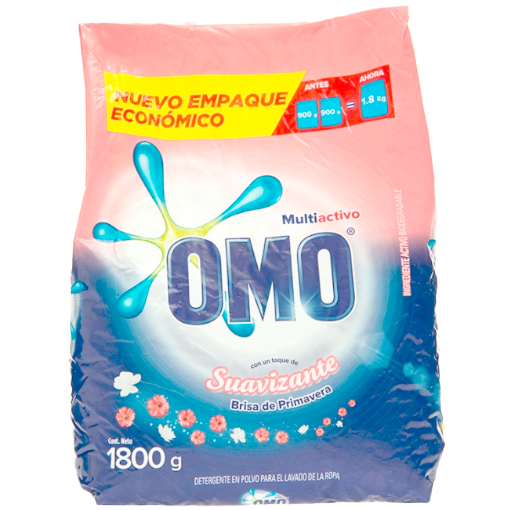 NUEVO EMPAQUE
ECONÓMICO
ANTES
AHORA
900 g
900 g
=
1.8 Kg
Multiactivo
OMO®
INGREDIENTE ACTIVO BIODEGRADABLE
con un toque de
Suavizante
Brisa de Primavera
Cont. Neto
1800 g
DETERGENTE EN POLVO PARA EL LAVADO DE LA ROPA
OMO